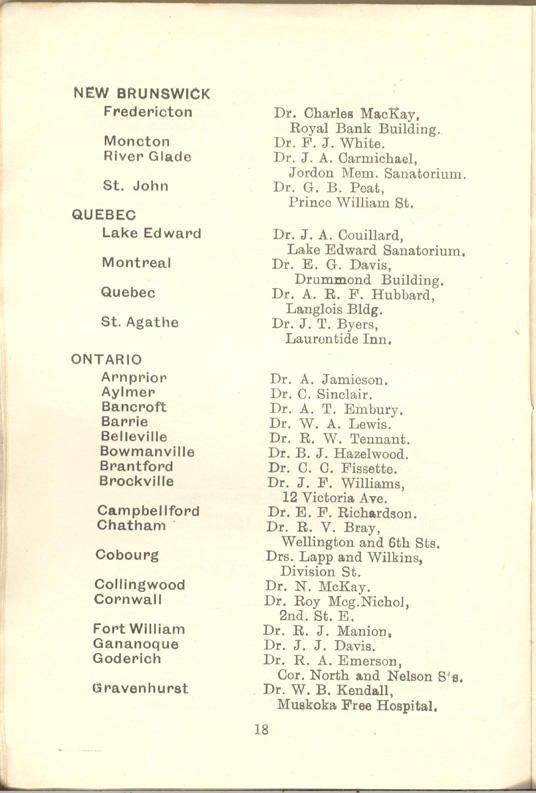 NEW BRUNSWICK
Fredericton Dr. Charles MacKay,
Royal Bank Building.
Moncton Dr. F. J. White.
River Glade Dr. J. A. Carmichael,
Jordon Mem. Sanatorium.
St. John Dr. G. B. Peat,
Prince William St.
QUEBEC
Lake Edward Dr. J. A. Couillard,
Lake Edward Sanatorium.
Montreal Dr. E. G. Davis,
Drummond Building.
Quebec Dr. A. R. F. Hubbard,
Langlois Bldg.
St. Agathe Dr. J. T. Byers,
Laurentide Inn.
ONTARIO
Arnprior Dr. A. Jamieson.
Aylmer Dr. C. Sinclair.
Bancroft Dr. A. T. Embury.
Barrie Dr. W. A. Lewis.
Belleville Dr. R. W. Tennant.
Bowmanville Dr. B. J. Hazelwood.
Brantford Dr. C. C. Fissette.
Brockville Dr. J. F. Williams,
12 Victoria Ave.
Campbellford Dr. E. F. Richardson.
Chatham Dr. R. V. Bray,
Wellington and 6th Sts.
Cobourg Drs. Lapp and Wilkins,
Division St.
Collingwood Dr. N. McKay.
Cornwall Dr. Roy Mcg.Nichol,
2nd. St. E.
Fort William Dr. R. J. Manion.
Gananoque Dr. J. J. Davis.
Goderich Dr. R. A. Emerson,
Cor. North and Nelson S's.
Gravenhurst Dr. W. B. Kendall,
Muskoka Free Hospital.
18